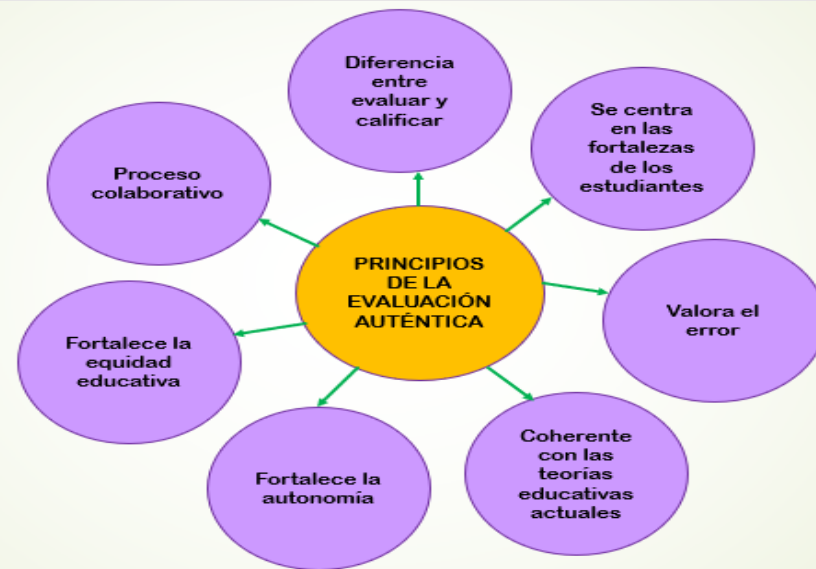 Diferencia
entre
evaluar y
calificar
Se centra
en las
fortalezas
de los
estudiantes
Proceso
colaborativo
PRINCIPIOS
DE LA
EVALUACIÓN
AUTÉNTICA
Valora el
error
Fortalece la
equidad
educativa
Fortalece la
autonomía
Coherente
con las
teorías
educativas
actuales